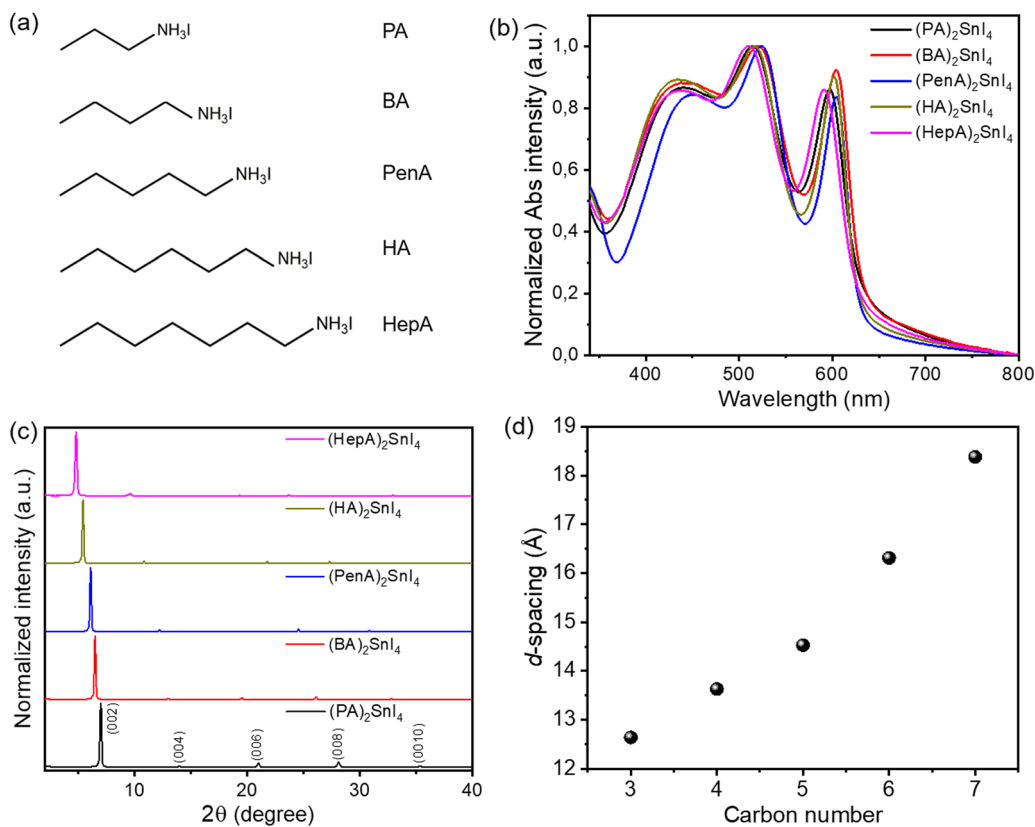 (a)
NH3I
PA
NH3I
BA
NH3I
PenA
NH3I
HA
NH3I
HepA
(b)
Normalized Abs intensity (a.u.)
1,0
0,8
0,6
0,4
0,2
0,0
(PA)2SnI4
(BA)2SnI4
(PenA)2SnI4
(HA)2SnI4
(HepA)2SnI4
400 500 600 700 800
Wavelength (nm)
(c)
Normalized intensity (a.u.)
(HepA)2SnI4
(HA)2SnI4
(PenA)2SnI4
(BA)2SnI4
(PA)2SnI4
(002)
(004)
(006)
(008)
(0010)
10 20 30 40
2θ (degree)
(d)
d-spacing (Å)
19
18
17
16
15
14
13
12
3 4 5 6 7
Carbon number